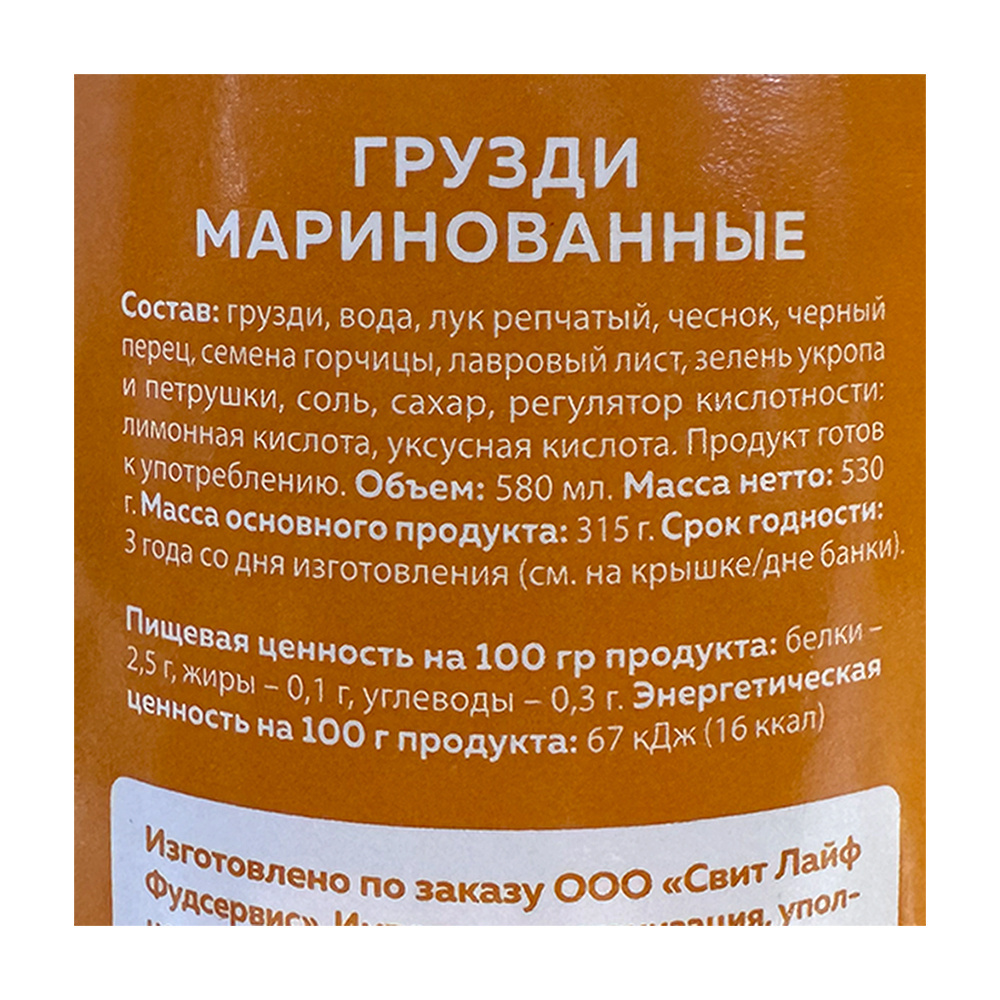 ГРУЗДИ
МАРИНОВАННЫЕ
Состав: грузди, вода, лук репчатый, чеснок, черный
перец, семена горчицы, лавровый лист, зелень укропа
и петрушки, соль, сахар, регулятор кислотности:
лимонная кислота, уксусная кислота. Продукт готов
к употреблению. Объем: 580 мл. Масса нетто: 530
г. Масса основного продукта: 315 г. Срок годности:
3 года со дня изготовления (см. на крышке/дне банки).
Пищевая ценность на 100 гр продукта: белки –
2,5 г, жиры – 0,1 г, углеводы – 0,3 г. Энергетическая
ценность на 100 г продукта: 67 кДж (16 ккал)
Изготовлено по заказу ООО «Свит Лайф
Фудсервис». упол-